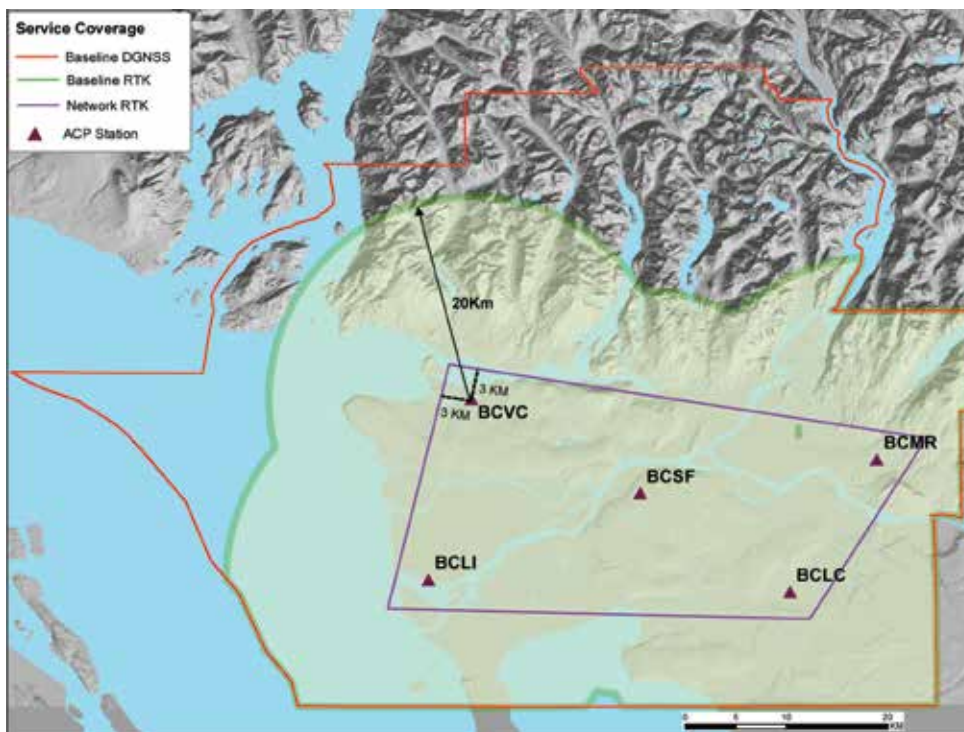 Service Coverage
Baseline DGNSS
Baseline RTK
Network RTK
ACP Station
20Km
3 KM
3 KM
BCVC
BCMR
BCSF
BCLI
BCLC
0 5 10 20
KM